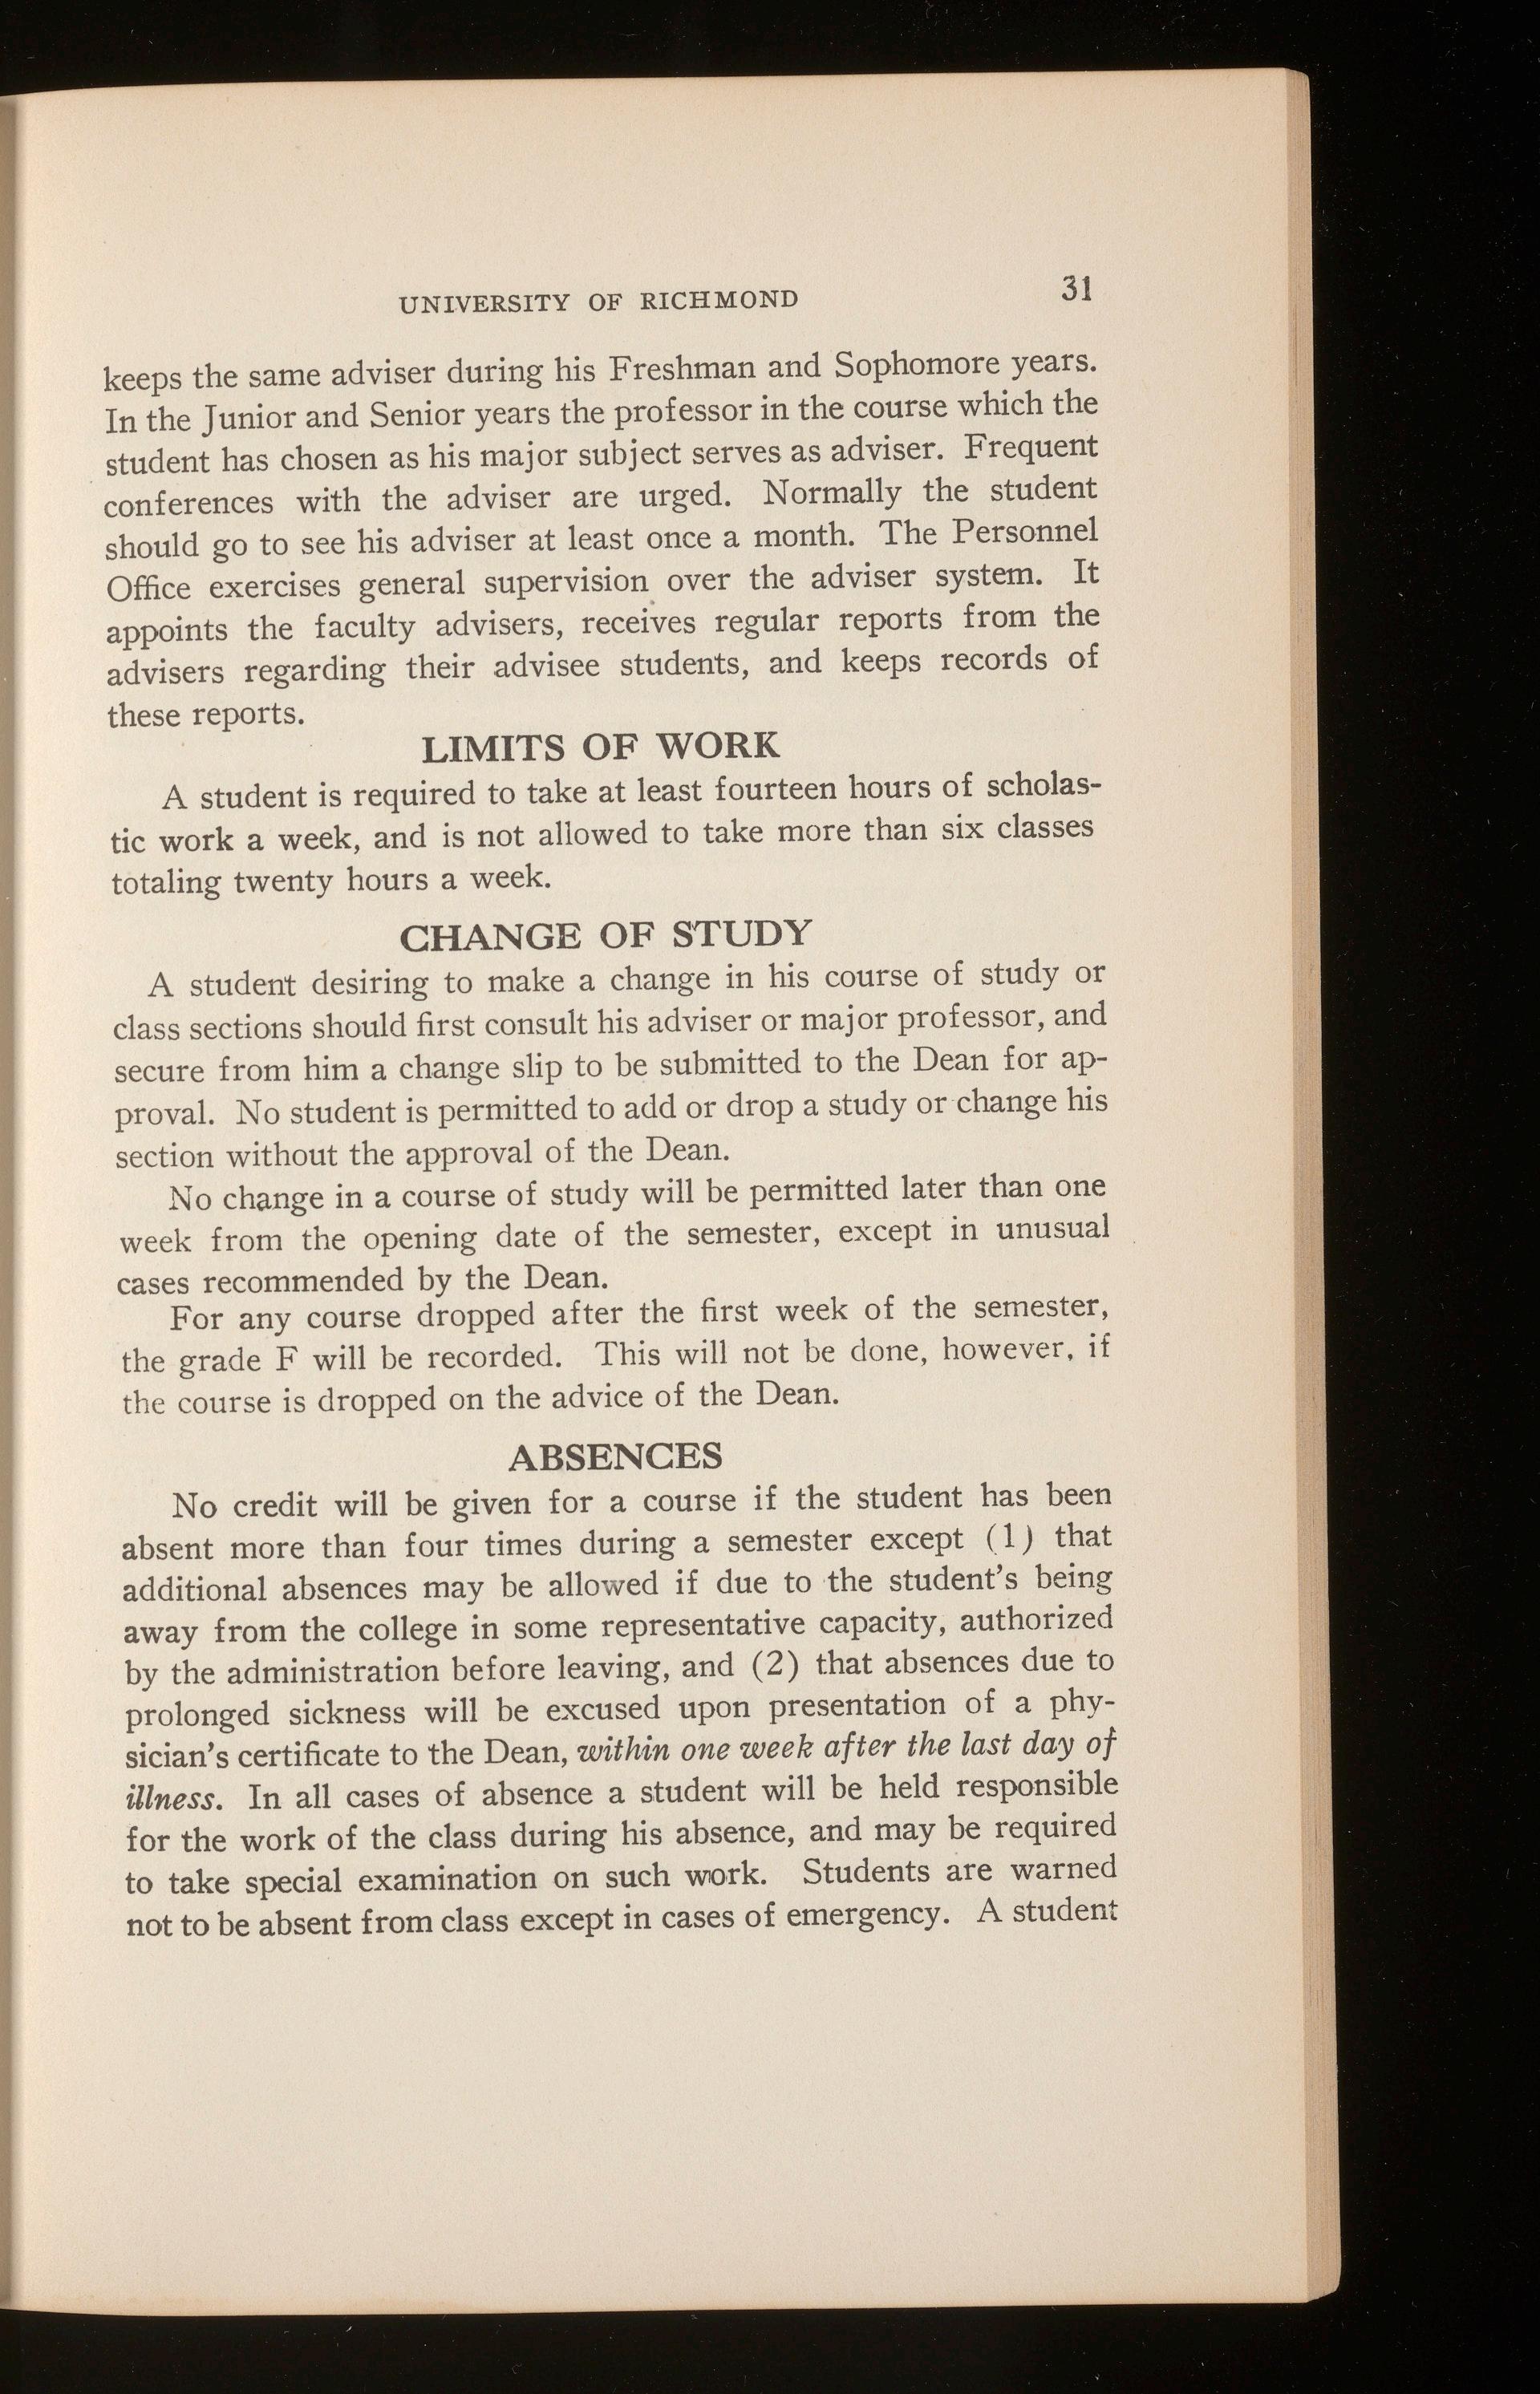 UNIVERSITY OF RICHMOND 31
keeps the same adviser during his Freshman and Sophomore years.
In the Junior and Senior years the professor in the course which the
student has chosen as his major subject serves as adviser. Frequent
conferences with the adviser are urged. Normally the student
should go to see his adviser at least once a month. The Personnel
Office exercises general supervision over the adviser system. It
appoints the faculty advisers, receives regular reports from the
advisers regarding their advisee students, and keeps records of
these reports.
LIMITS OF WORK
A student is required to take at least fourteen hours of scholas-
tic work a week, and is not allowed to take more than six classes
totaling twenty hours a week.
CHANGE OF STUDY
A student desiring to make a change in his course of study or
class sections should first consult his adviser or major professor, and
secure from him a change slip to be submitted to the Dean for ap-
proval. No student is permitted to add or drop a study or change his
section without the approval of the Dean.
No change in a course of study will be permitted later than one
week from the opening date of the semester, except in unusual
cases recommended by the Dean.
For any course dropped after the first week of the semester,
the grade F will be recorded. This will not be done, however, if
the course is dropped on the advice of the Dean.
ABSENCES
No credit will be given for a course if the student has been
absent more than four times during a semester except (1) that
additional absences may be allowed if due to the student's being
away from the college in some representative capacity, authorized
by the administration before leaving, and (2) that absences due to
prolonged sickness will be excused upon presentation of a phy-
sician's certificate to the Dean, within one week after the last day of
illness. In all cases of absence a student will be held responsible
for the work of the class during his absence, and may be required
to take special examination on such work. Students are warned
not to be absent from class except in cases of emergency. A student